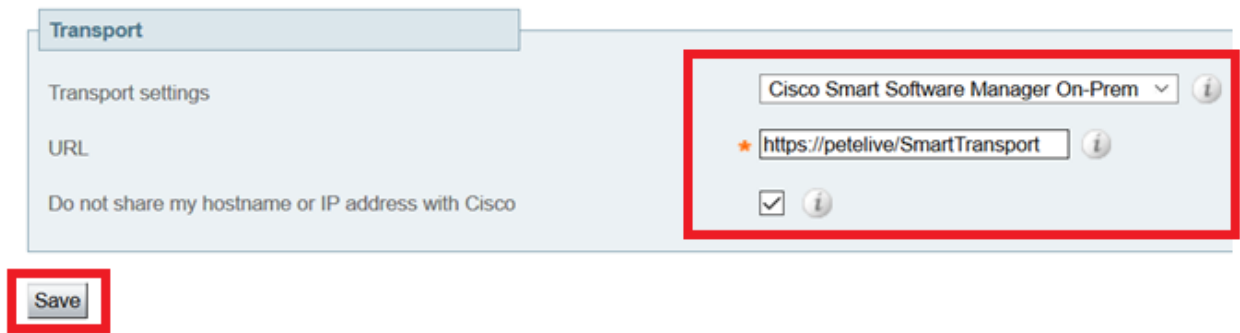 Transport
Transport settings
Cisco Smart Software Manager On-Prem
URL
* https://petelive/SmartTransport
Do not share my hostname or IP address with Cisco
Save